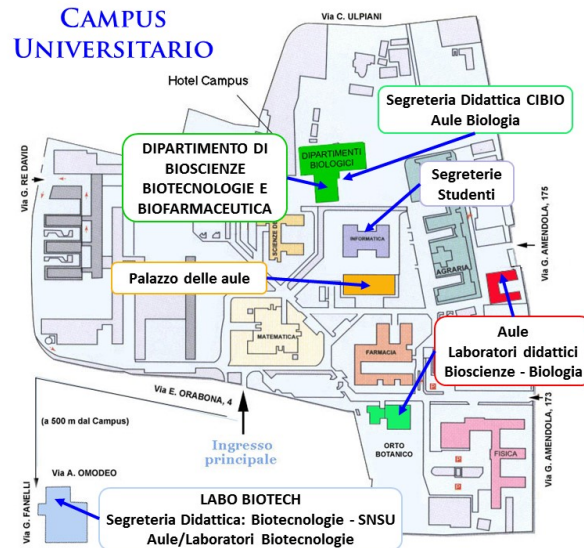 CAMPUS
UNIVERSITARIO
Via C. ULPIANI
Hotel Campus
Segreteria Didattica CIBIO
Aule Biologia
DIPARTIMENTO DI
BIOSCIENZE
BIOTECNOLOGIE E
BIOFARMACEUTICA
DIPARTIMENTI
BIOLOGICI
Segreterie
Studenti
Via G. RE DAVID
Via G. AMENDOLA, 175
SCIENZE DE
INFORMATICA
AGRARIA
Palazzo delle aule
MATEMATICA
FARMACIA
Aule
Laboratori didattici
Bioscienze - Biologia
Via E. ORABONA, 4
(a 500 m dal Campus)
Ingresso
principale
ORTO
BOTANICO
FISICA
Via G. AMENDOLA, 173
Via A. OMODEO
Via G. FANELLI
LABO BIOTECH
Segreteria Didattica: Biotecnologie - SNSU
Aule/Laboratori Biotecnologie